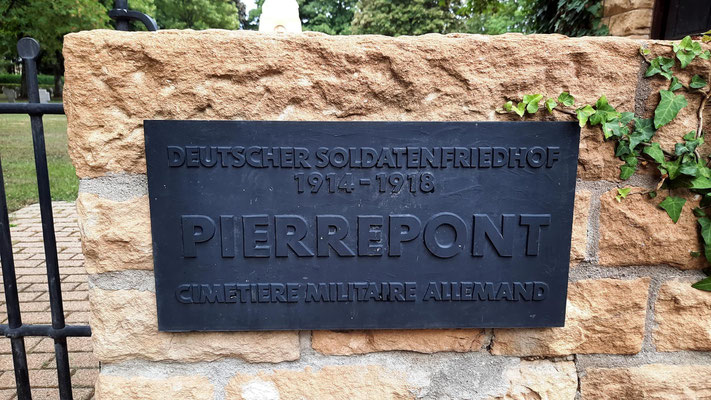 DEUTSCHER SOLDATENFRIEDHOF
1914-1918
PIERREPONT
CIMETIERE MILITAIRE ALLEMAND